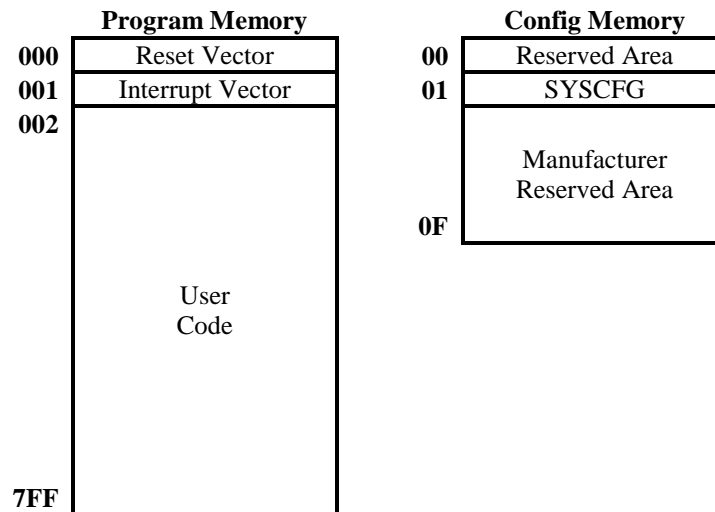 Program Memory
000 Reset Vector
001 Interrupt Vector
002
User
Code
7FF
Config Memory
00 Reserved Area
01 SYSCFG
Manufacturer
Reserved Area
0F